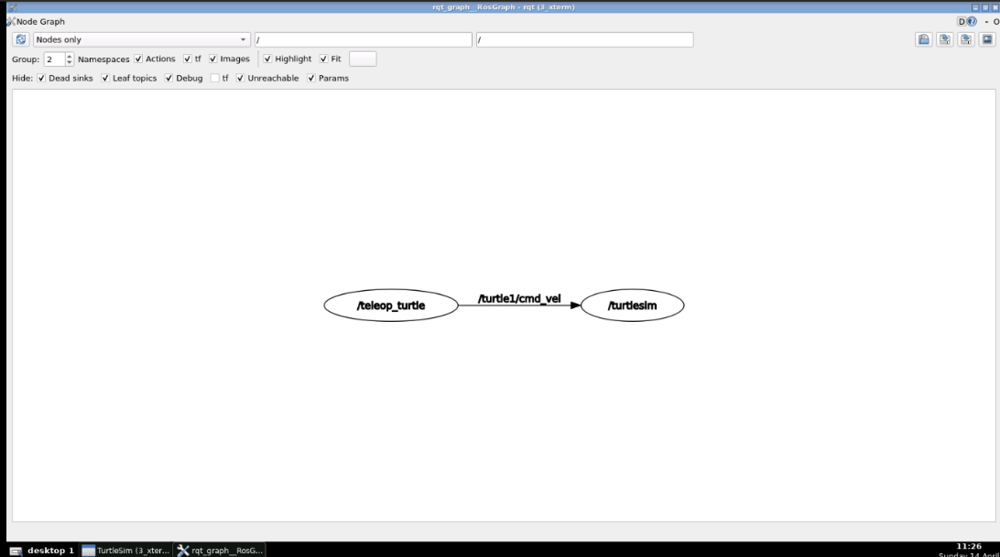 rqt_graph__RosGraph - rqt (3_xterm)
Node Graph
D
- O
Nodes only
/
/
Group: 2 Namespaces Actions tf Images Highlight Fit
Hide: Dead sinks Leaf topics Debug tf Unreachable Params
/teleop_turtle
/turtle1/cmd_vel
/turtlesim
desktop 1
TurtleSim (3_xter...
rqt_graph__RosG...
11:26
Sunday 14 April